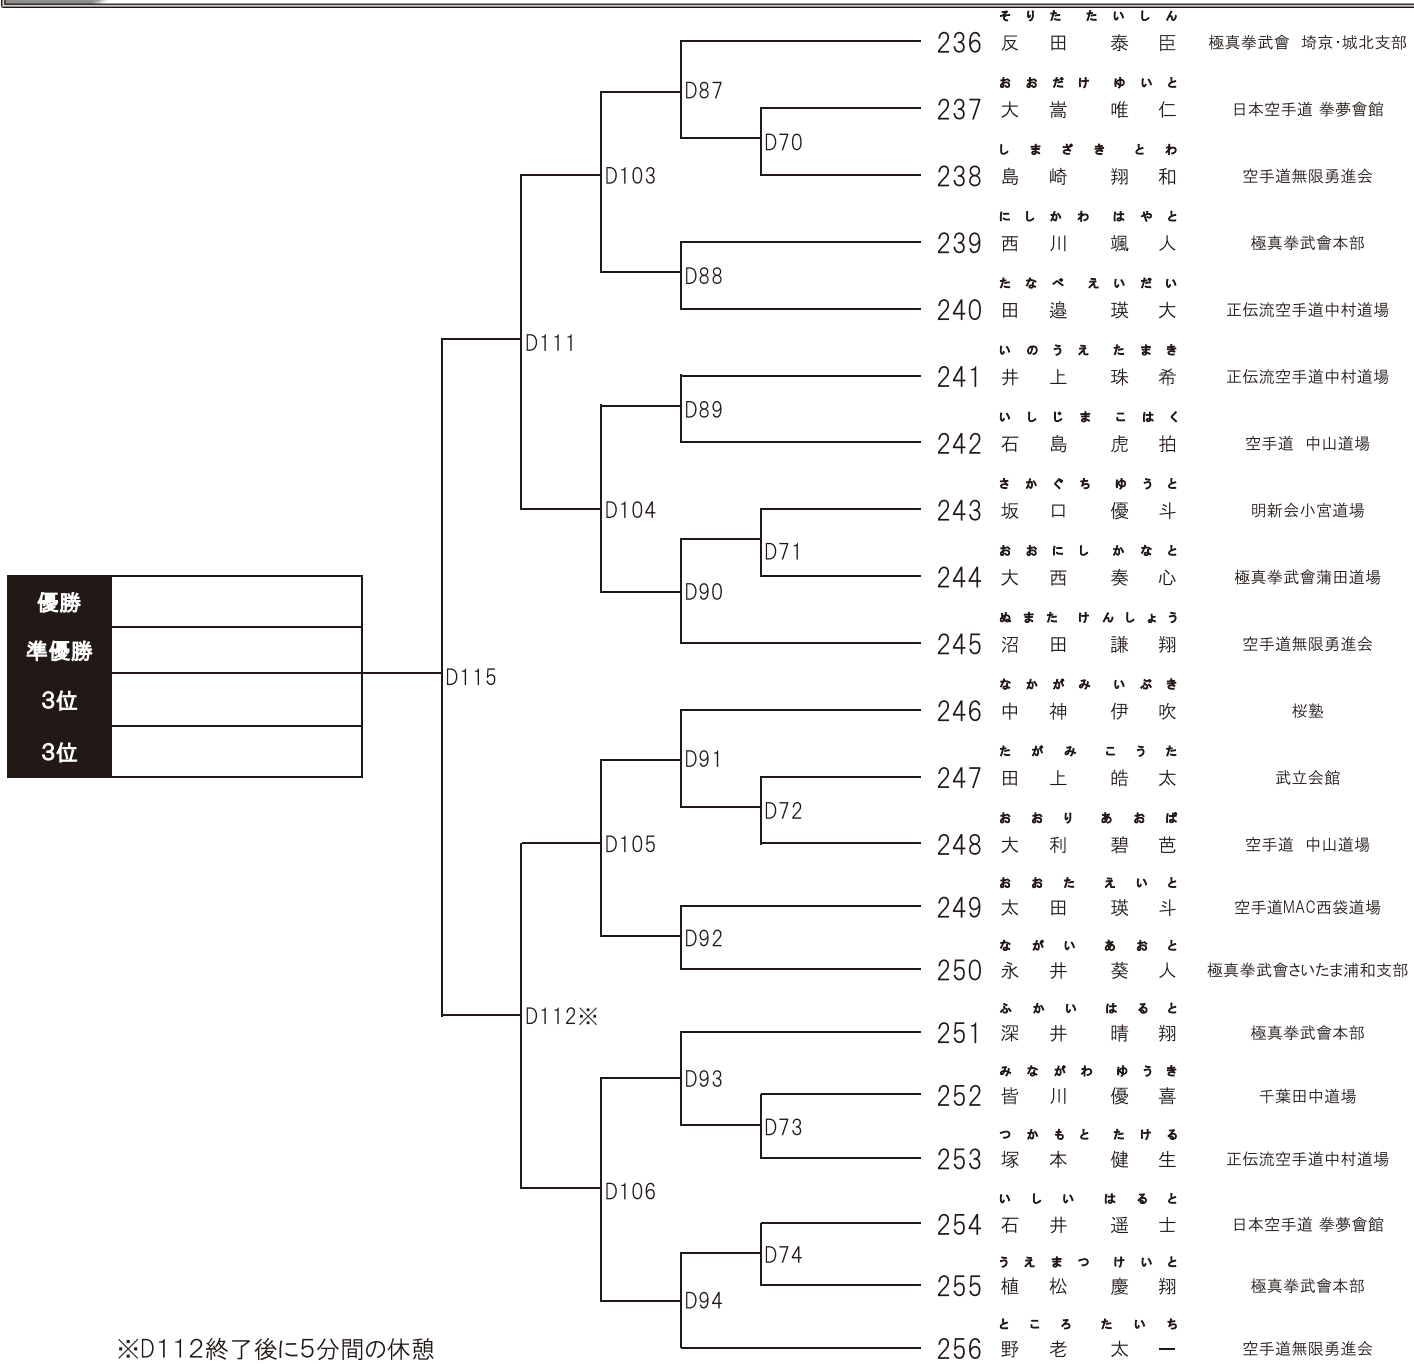 そりた たいしん
236 反田 泰臣 極真拳武會 埼京・城北支部
D87
おおだけ ゆいと
237 大嵩 唯仁 日本空手道 拳夢會館
D70
しまざき とわ
D103
238 島崎 翔和 空手道無限勇進会
にしかわ はやと
239 西川 颯人 極真拳武會本部
D88
たなべ えいだい
240 田邉 瑛大 正伝流空手道中村道場
D111
いのうえ たまき
241 井上 珠希 正伝流空手道中村道場
D89
いしじま こはく
242 石島 虎拍 空手道 中山道場
さかぐち ゆうと
D104
243 坂口 優斗 明新会小宮道場
D71
おおにし かなと
244 大西 奏心 極真拳武會蒲田道場
D90
優勝
ぬまた けんしょう
245 沼田 謙翔 空手道無限勇進会
準優勝
D115
なかがみ いぶき
3位
246 中神 伊吹 桜塾
3位
D91
たがみ こうた
247 田上 皓太 武立会館
D72
おおり あおば
D105
248 大利 碧芭 空手道 中山道場
おおた えいと
249 太田 瑛斗 空手道MAC西袋道場
D92
ながい あおと
250 永井 葵人 極真拳武會さいたま浦和支部
ふかい はると
D112※
251 深井 晴翔 極真拳武會本部
みながわ ゆうき
D93
252 皆川 優喜 千葉田中道場
D73
つかもと たける
253 塚本 健生 正伝流空手道中村道場
D106
いしい はると
254 石井 遥士 日本空手道 拳夢會館
D74
うえまつ けいと
255 植松 慶翔 極真拳武會本部
D94
ところ たいち
256 野老 太一 空手道無限勇進会
※D112終了後に5分間の休憩